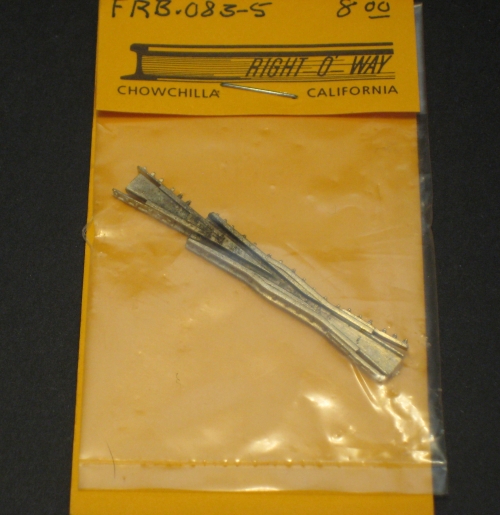 FRB.083-5 8 00
RIGHT O' WAY
CHOWCHILLA CALIFORNIA